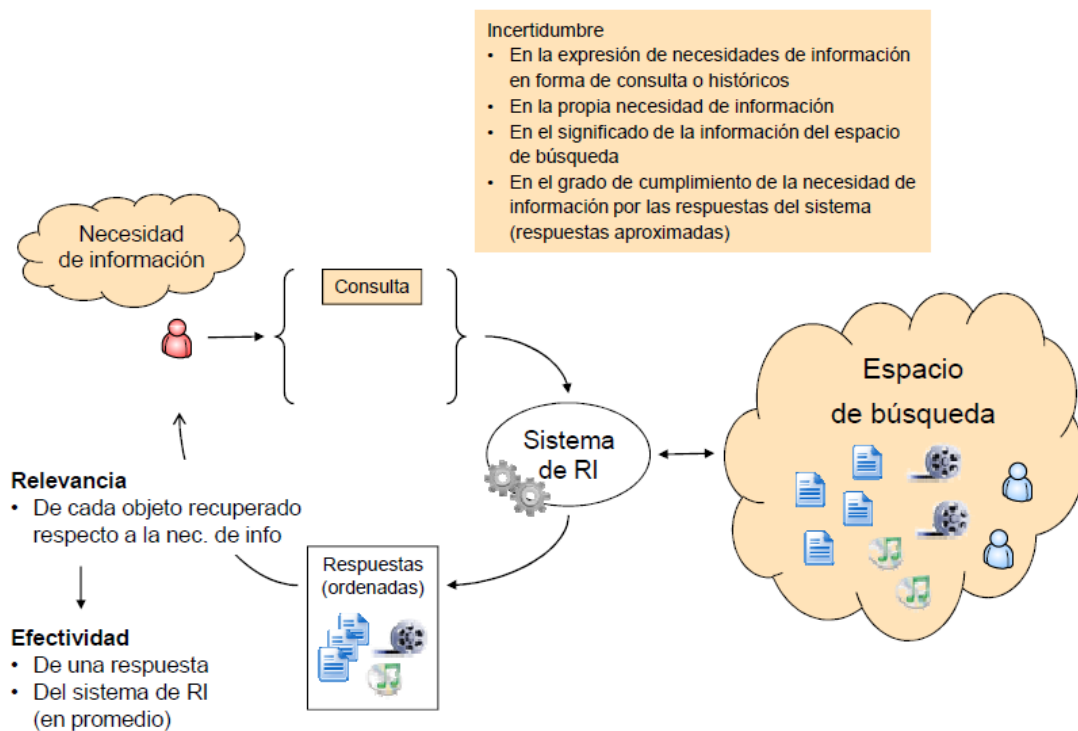 Incertidumbre
• En la expresión de necesidades de información
en forma de consulta o históricos
• En la propia necesidad de información
• En el significado de la información del espacio
de búsqueda
• En el grado de cumplimiento de la necesidad de
información por las respuestas del sistema
(respuestas aproximadas)
Necesidad
de información
Consulta
Espacio
de búsqueda
Sistema
de RI
Relevancia
• De cada objeto recuperado
respecto a la nec. de info
Respuestas
(ordenadas)
Efectividad
• De una respuesta
• Del sistema de RI
(en promedio)